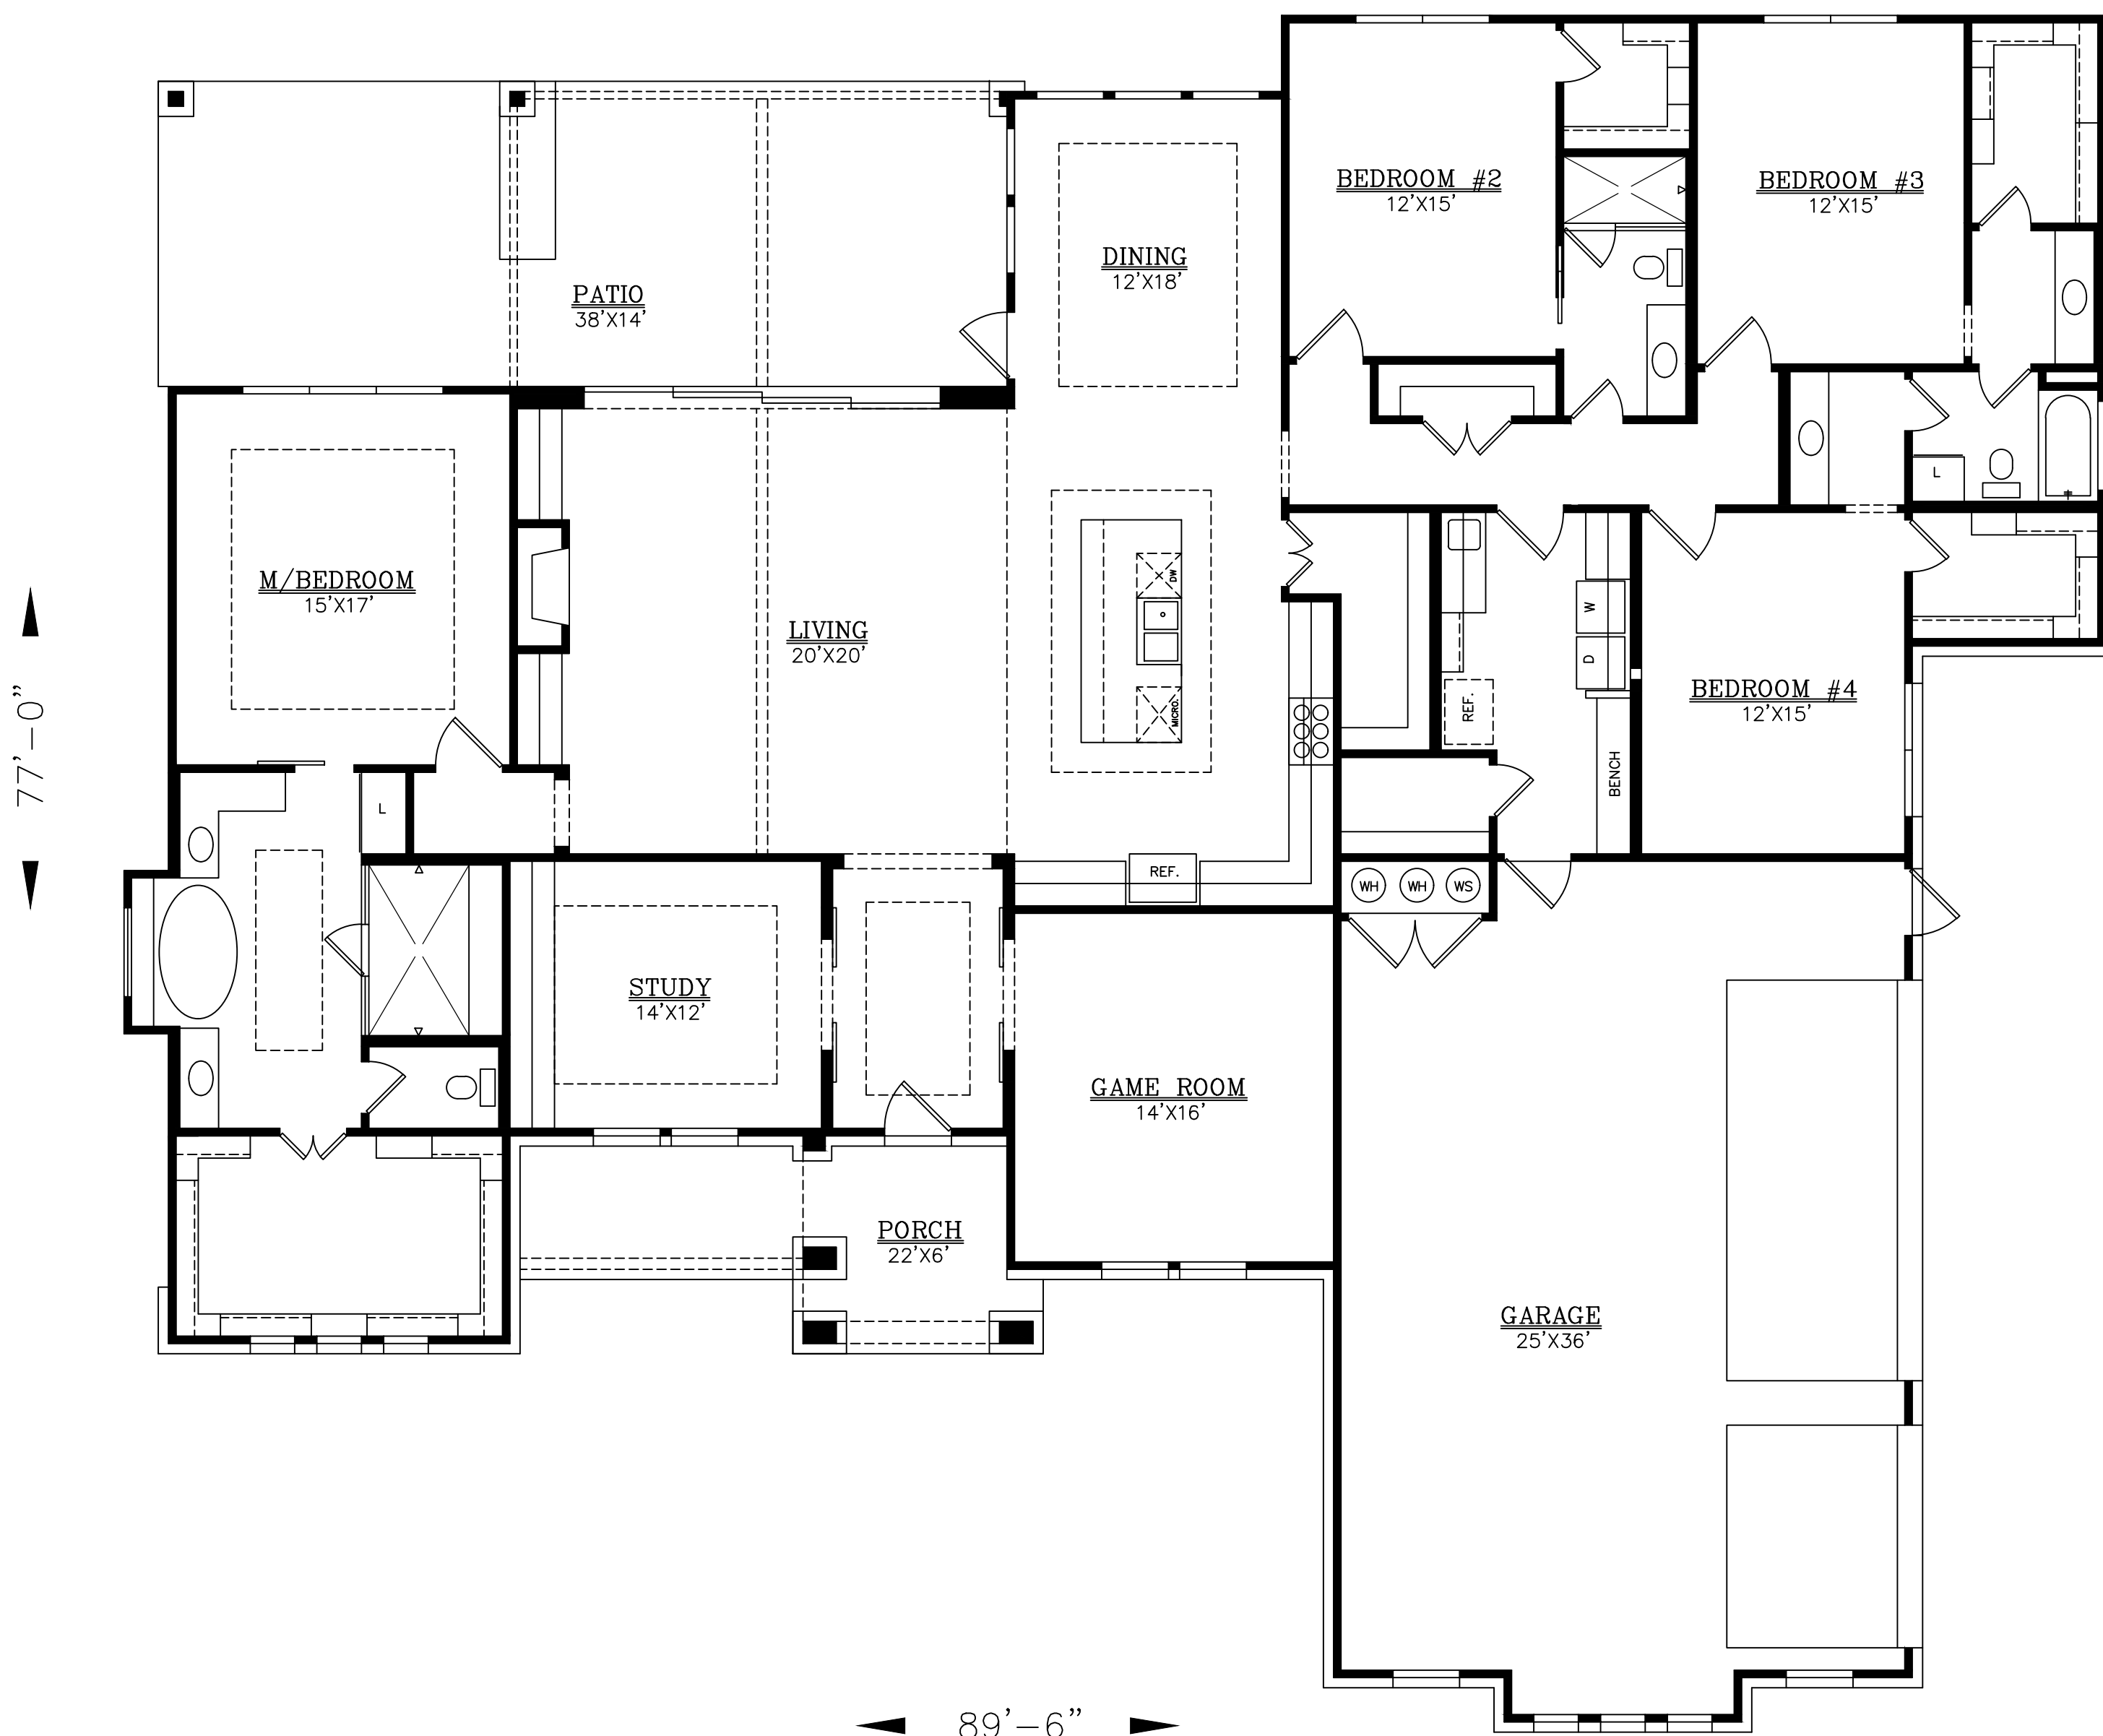 BEDROOM #2
12'X15'
BEDROOM #3
12'X15'
DINING
12'X18'
PATIO
38'X14'
L
M/BEDROOM
15'X17'
LIVING
20'X20'
DW
MICRO.
W
D
REF.
BENCH
BEDROOM #4
12'X15'
77'-0"
L
REF.
WH
WH
WS
STUDY
14'X12'
GAME ROOM
14'X16'
PORCH
22'X6'
GARAGE
25'X36'
89'-6"